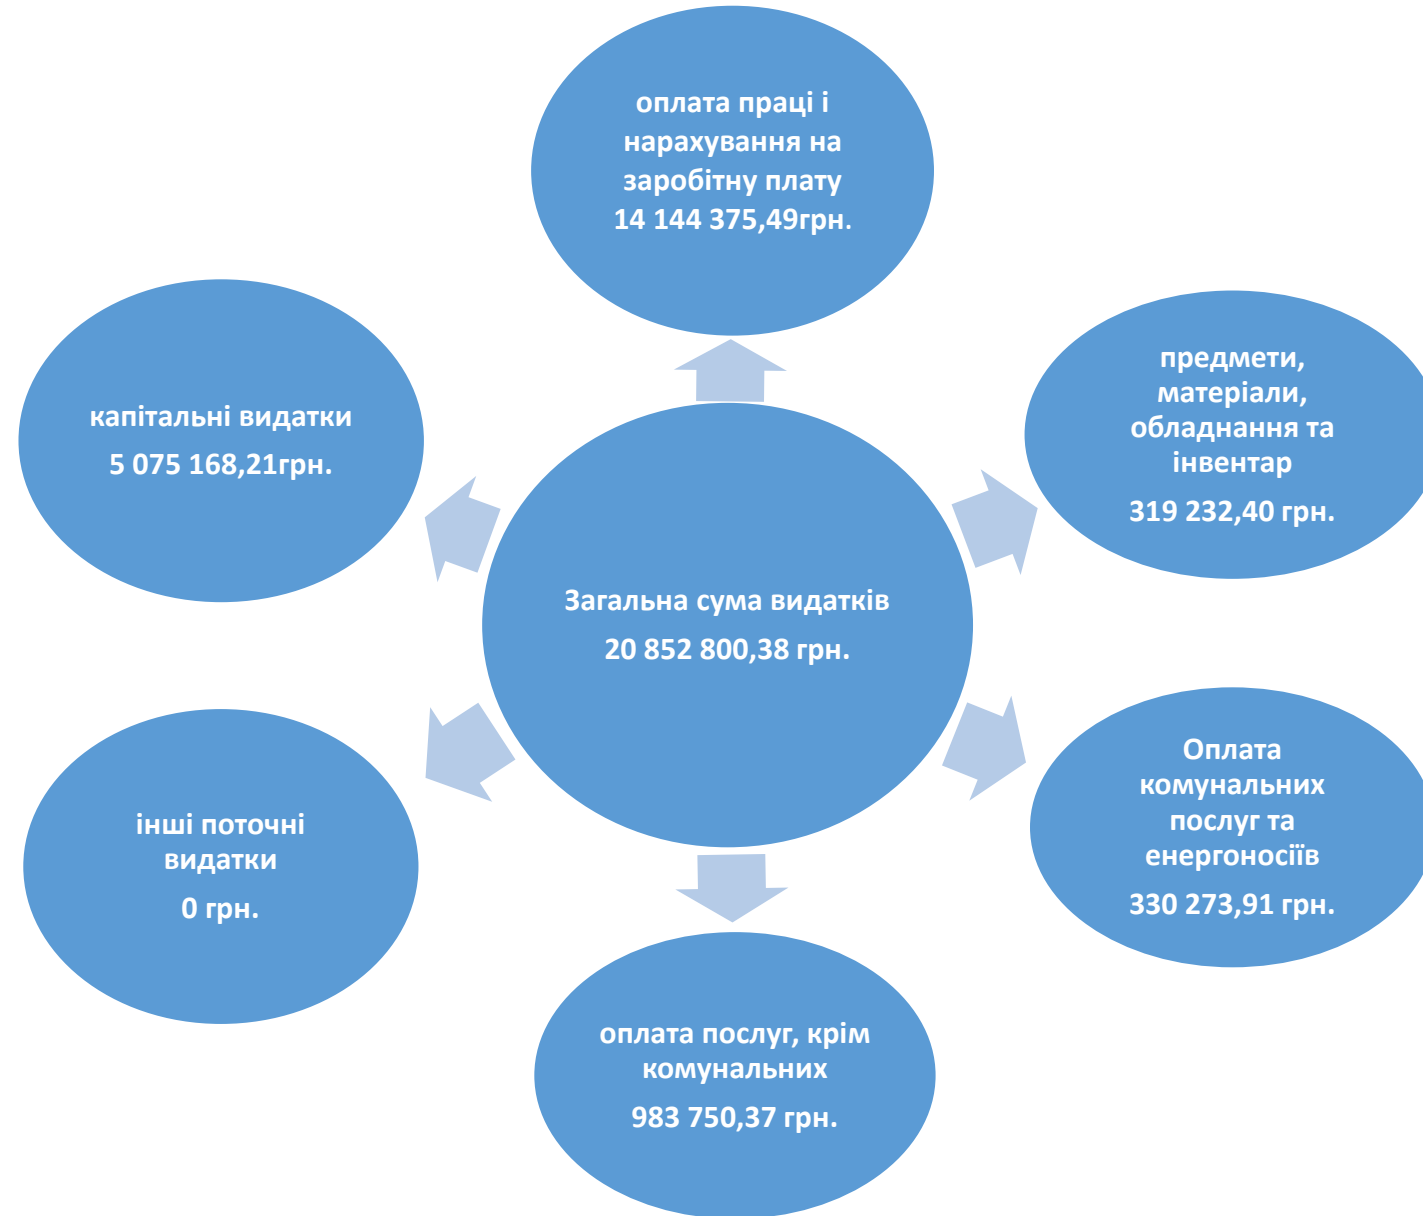 оплата праці і
нарахування на
заробітну плату
14 144 375,49грн.
предмети,
матеріали,
обладнання та
інвентар
319 232,40 грн.
Оплата
комунальних
послуг та
енергоносіїв
330 273,91 грн.
оплата послуг, крім
комунальних
983 750,37 грн.
інші поточні
видатки
0 грн.
капітальні видатки
5 075 168,21грн.
Загальна сума видатків
20 852 800,38 грн.